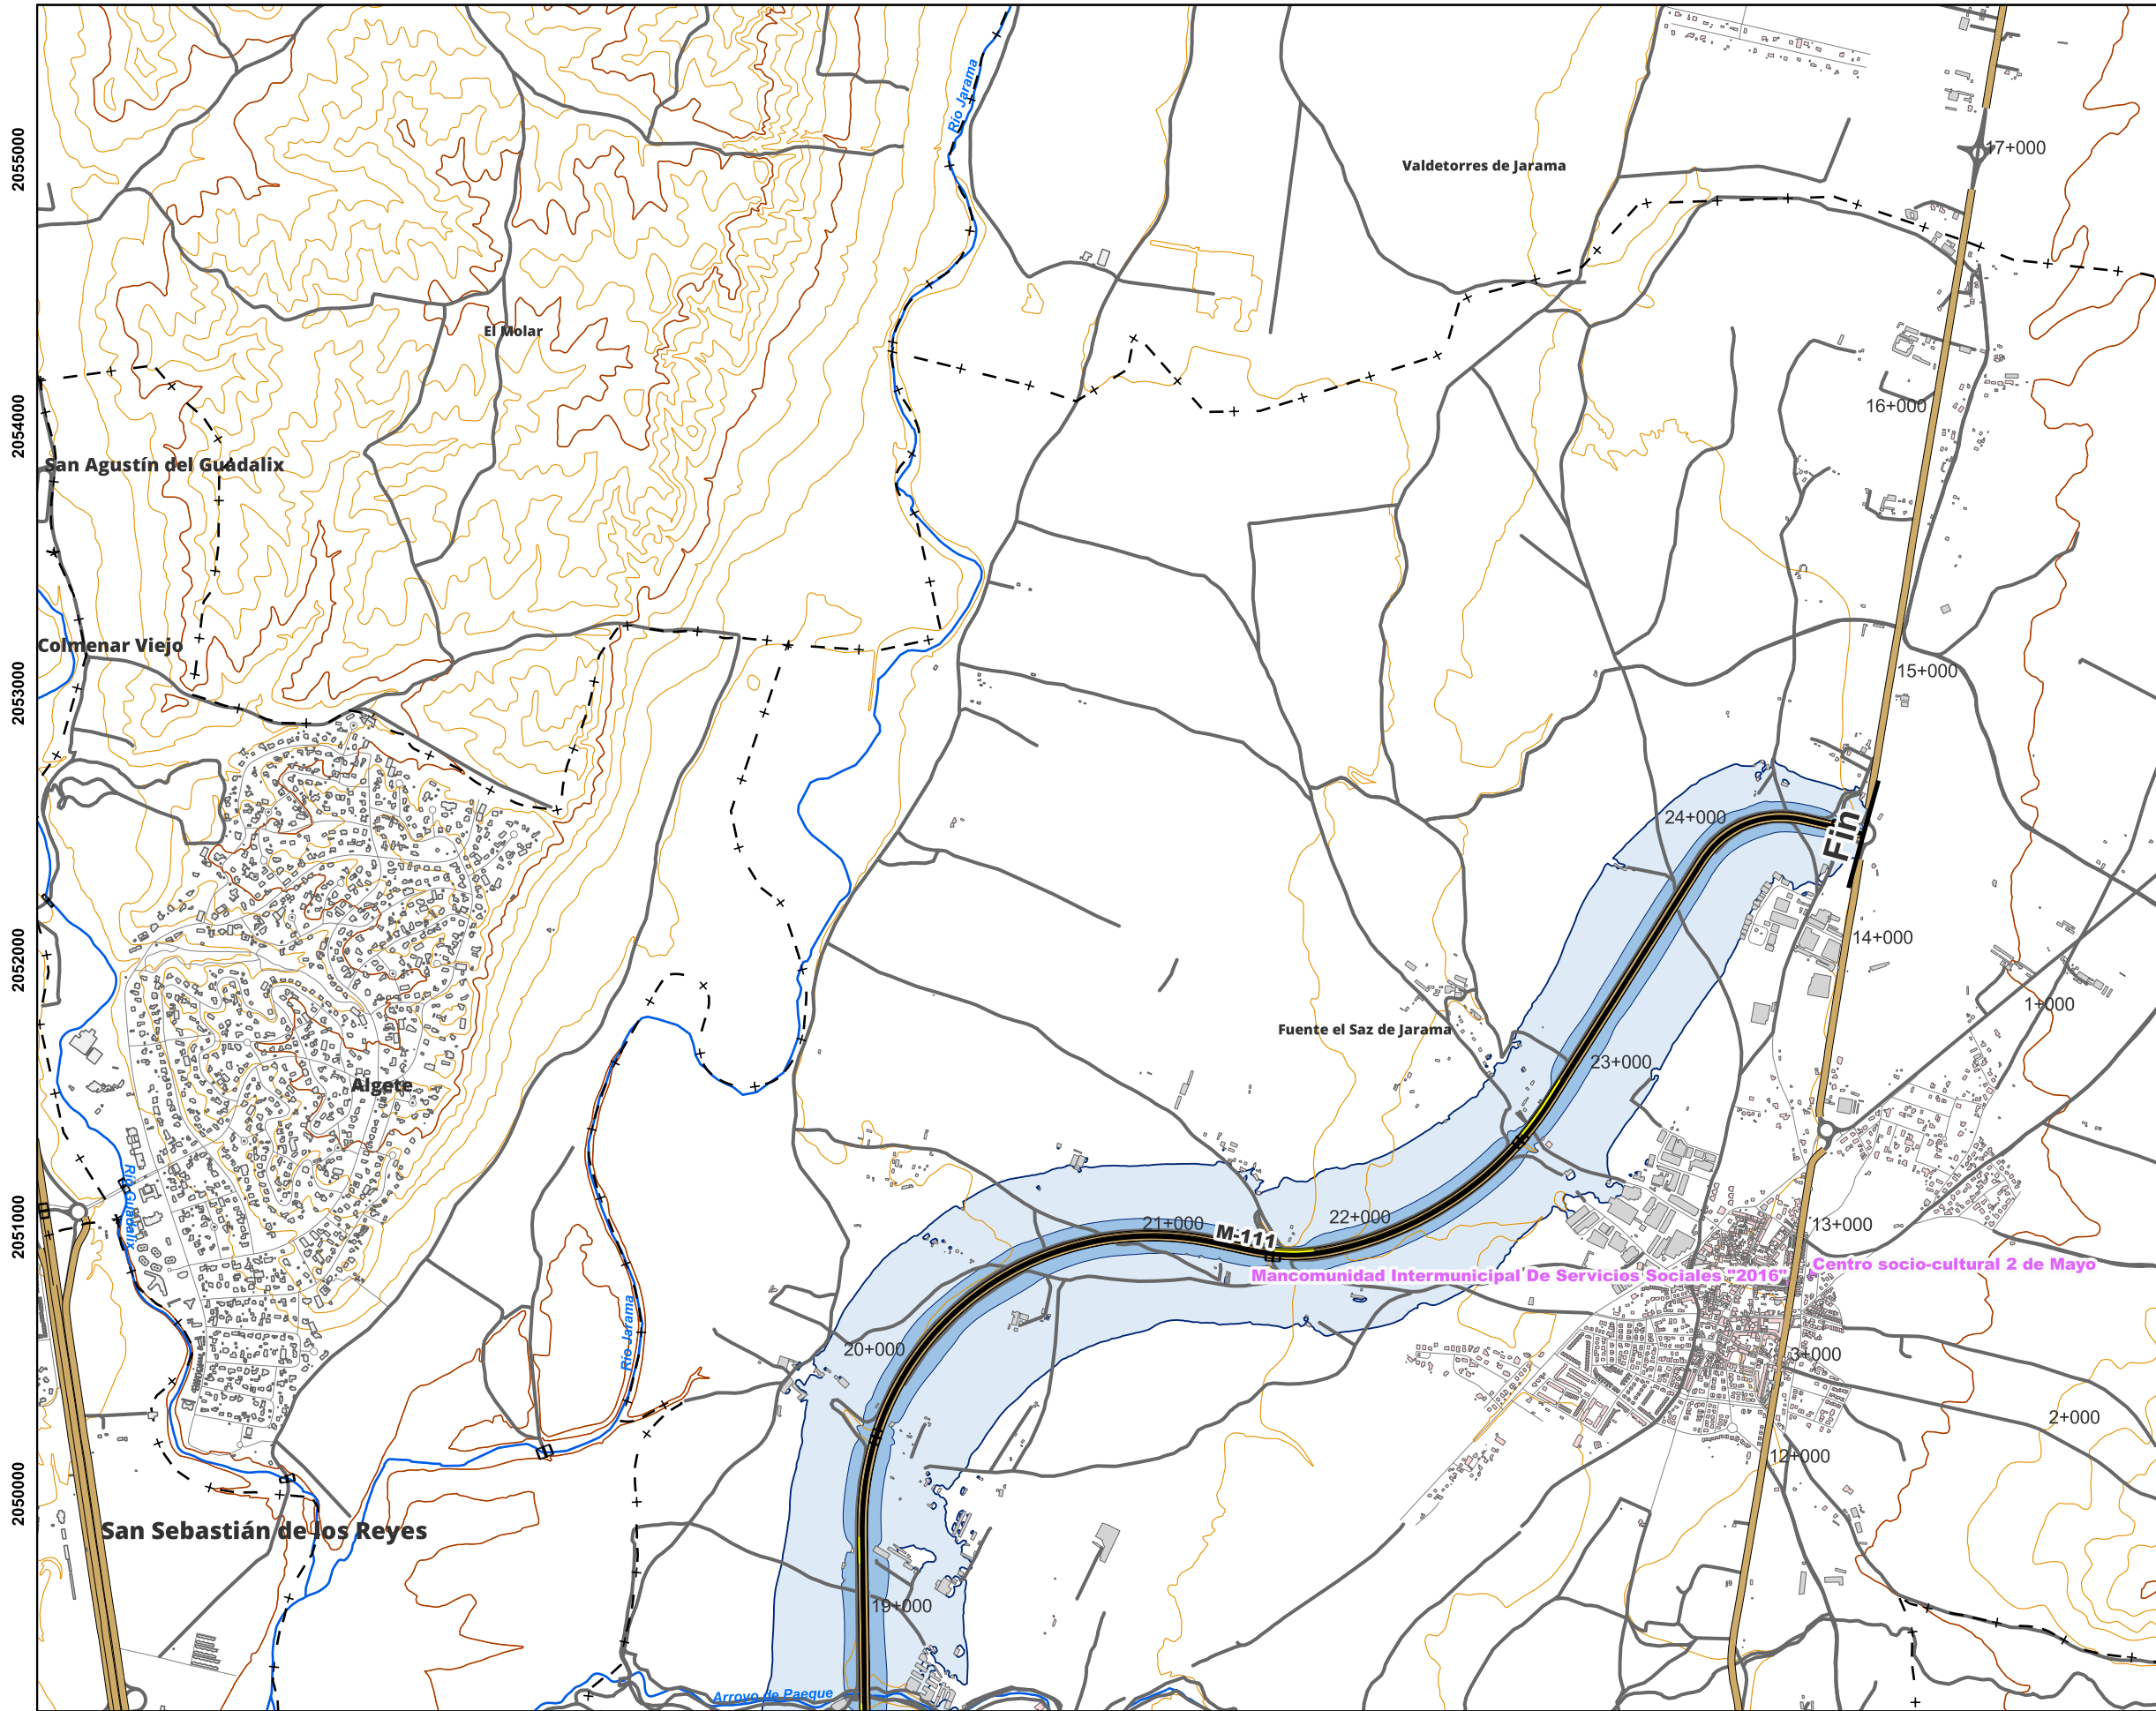 Río Jarama
17+000
2055000
Valdetorres de Jarama
El Molar
16+000
2054000
San Agustín del Guadalix
Colmenar Viejo
15+000
2053000
24+000
Fin
14+000
2052000
1+000
Fuente el Saz de Jarama
23+000
Algete
Río Guadalix
2051000
21+000
22+000
13+000
M-111
Centro socio-cultural 2 de Mayo
Mancomunidad Intermunicipal De Servicios Sociales "2016"
Río Jarama
20+000
3+000
2+000
12+000
2050000
San Sebastián de los Reyes
19+000
Arroyo de Paeque